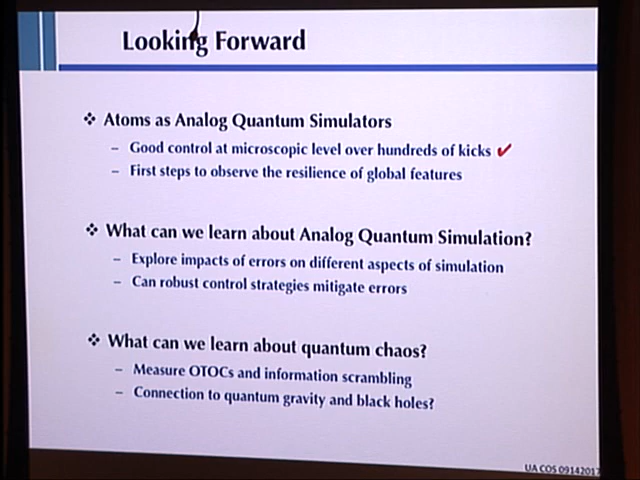 Looking Forward
❖ Atoms as Analog Quantum Simulators
– Good control at microscopic level over hundreds of kicks ✔
– First steps to observe the resilience of global features
❖ What can we learn about Analog Quantum Simulation?
– Explore impacts of errors on different aspects of simulation
– Can robust control strategies mitigate errors
❖ What can we learn about quantum chaos?
– Measure OTOCs and information scrambling
– Connection to quantum gravity and black holes?
UA COS 09142017